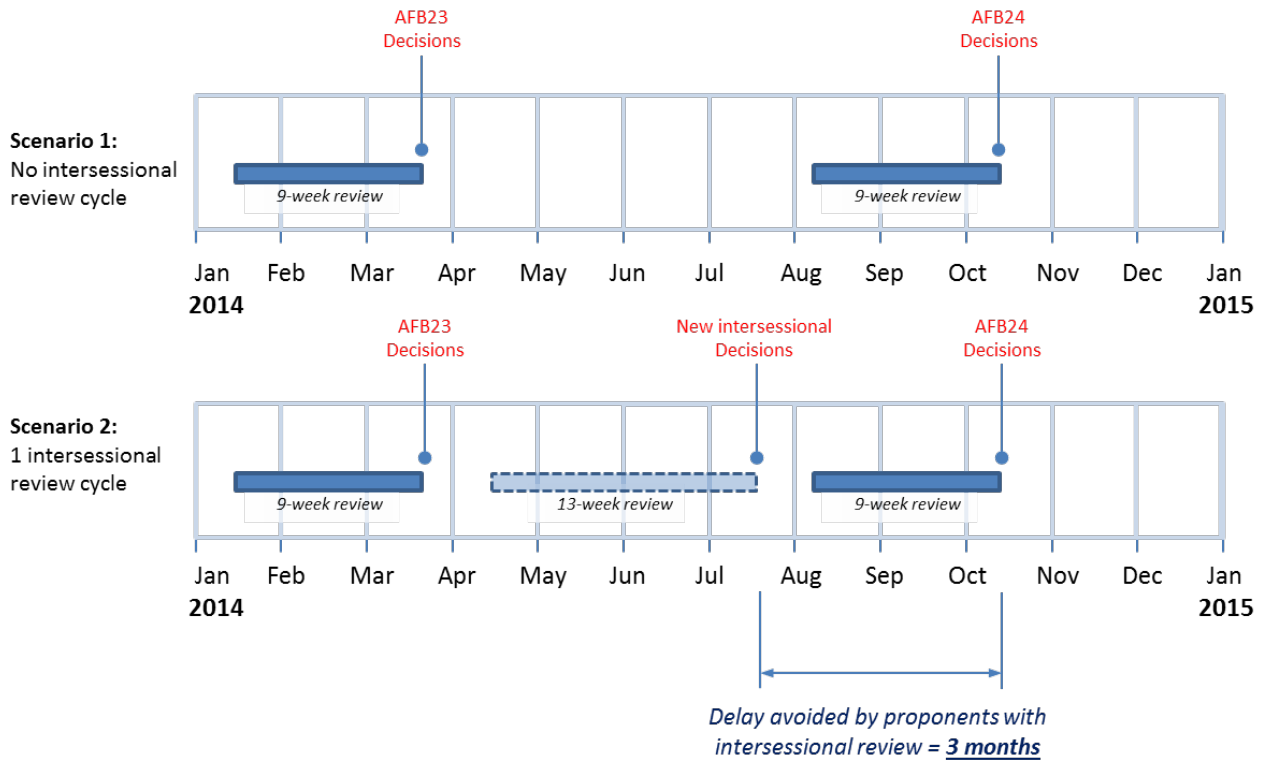 AFB23
Decisions
AFB24
Decisions
Scenario 1:
No intersessional
review cycle
9-week review
9-week review
Jan Feb Mar Apr May Jun Jul Aug Sep Oct Nov Dec Jan
2014 2015
AFB23
Decisions
New intersessional
Decisions
AFB24
Decisions
Scenario 2:
1 intersessional
review cycle
9-week review
13-week review
9-week review
Jan Feb Mar Apr May Jun Jul Aug Sep Oct Nov Dec Jan
2014 2015
Delay avoided by proponents with
intersessional review = 3 months